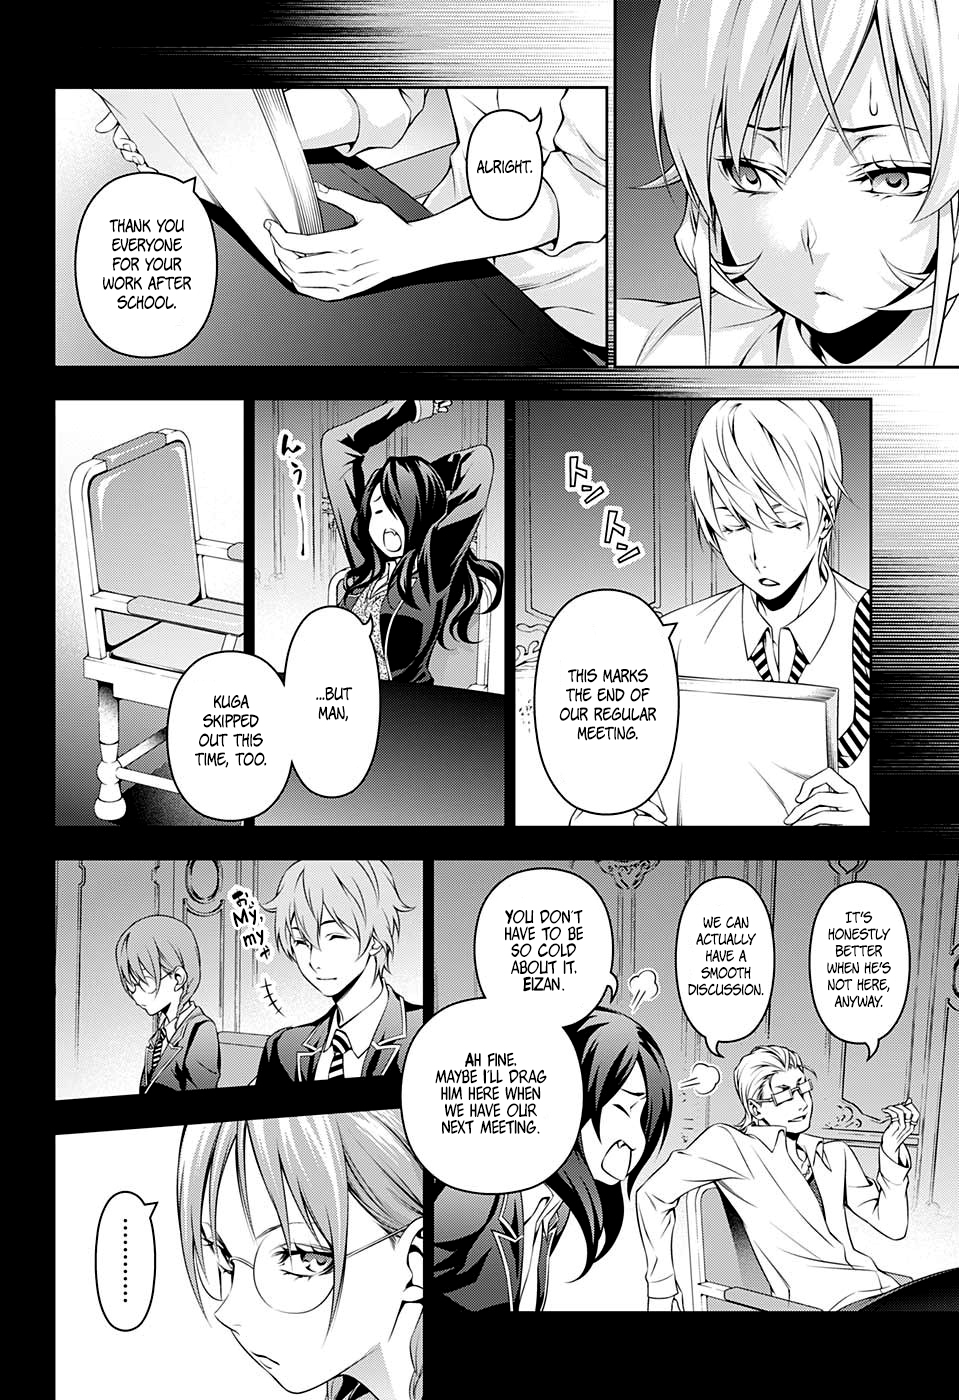 ALRIGHT.
THANK YOU
EVERYONE
FOR YOUR
WORK AFTER
SCHOOL.
トントン
THIS MARKS
THE END OF
OUR REGULAR
MEETING.
んぅー
...BUT
MAN,
KUGA
SKIPPED
OUT THIS
TIME, TOO.
IT'S
HONESTLY
BETTER
WHEN HE'S
NOT HERE,
ANYWAY.
WE CAN
ACTUALLY
HAVE A
SMOOTH
DISCUSSION.
YOU DON'T
HAVE TO BE
SO COLD
ABOUT IT.
EIZAN.
AH FINE.
MAYBE I'LL DRAG
HIM HERE WHEN
WE HAVE OUR
NEXT MEETING.
My,
my
.........